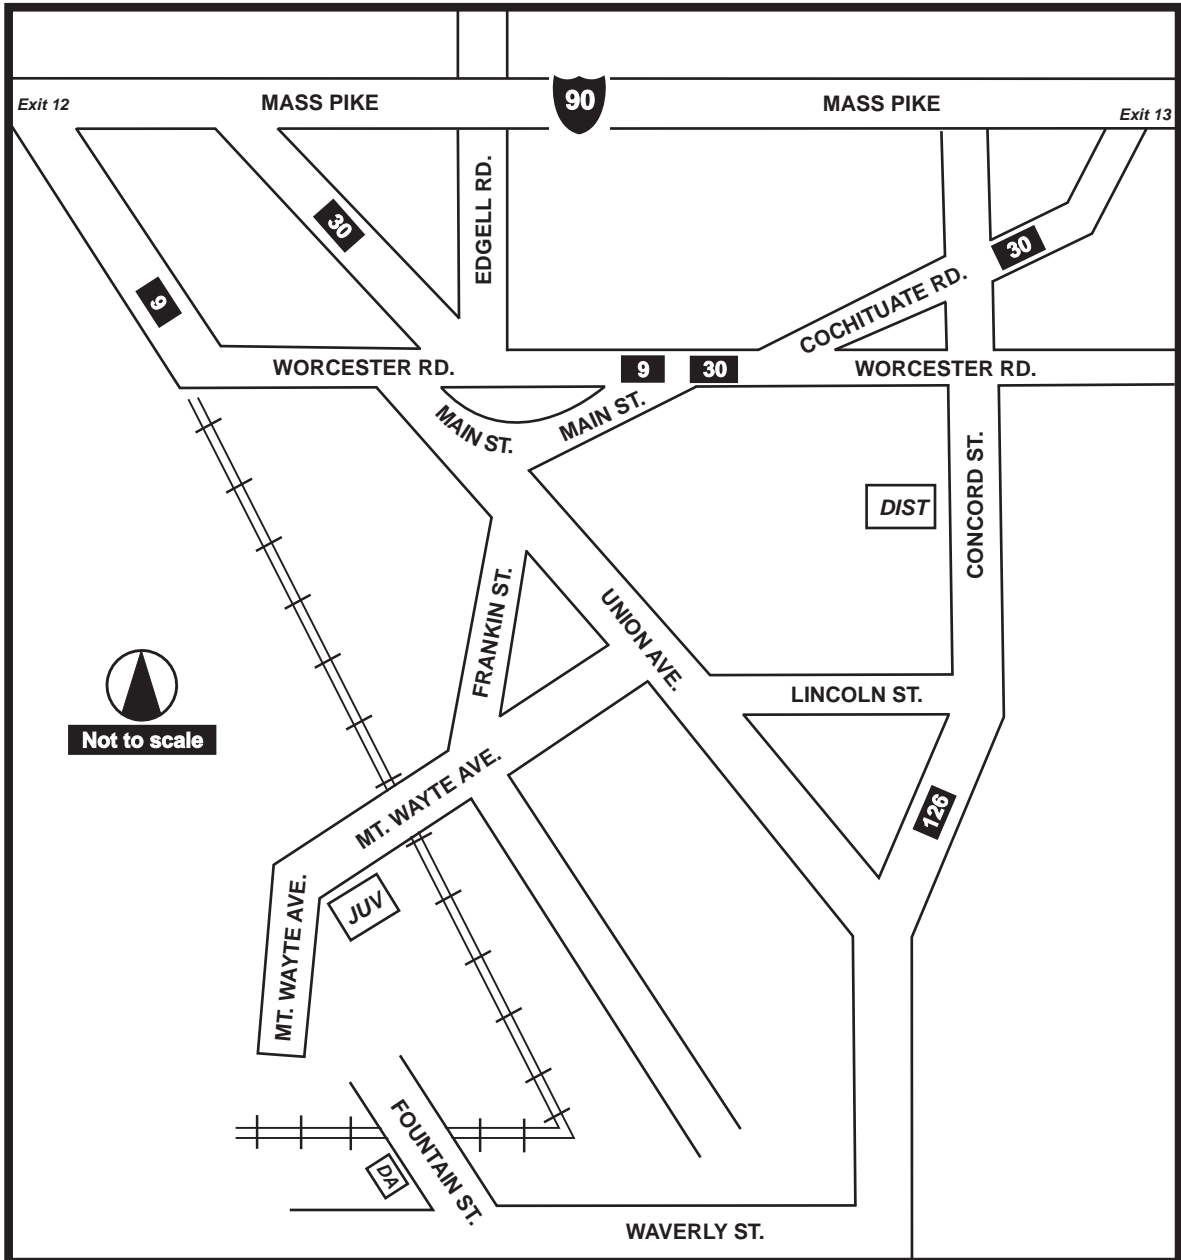 Exit 12
MASS PIKE
90
MASS PIKE
Exit 13
30
EDGELL RD.
30
9
COCHITUATE RD.
WORCESTER RD.
9
30
WORCESTER RD.
MAIN ST.
MAIN ST.
CONCORD ST.
DIST
FRANKIN ST.
UNION AVE.
LINCOLN ST.
Not to scale
MT. WAYTE AVE.
126
JUV
MT. WAYTE AVE.
FOUNTAIN ST.
DA
WAVERLY ST.